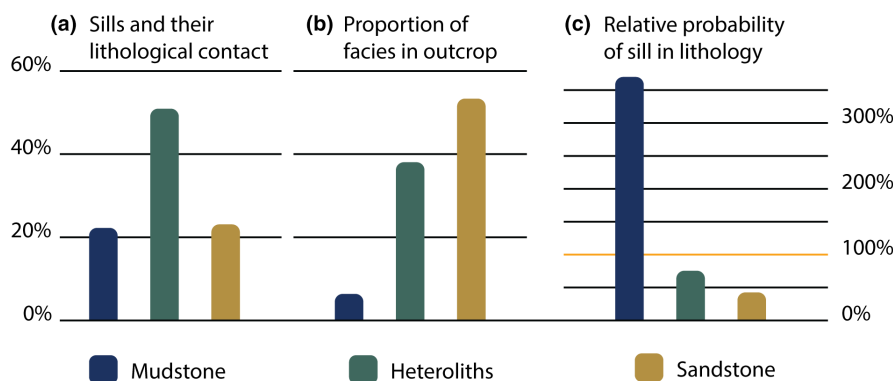 (a) Sills and their
lithological contact
(b) Proportion of
facies in outcrop
(c) Relative probability
of sill in lithology
60%
40%
20%
0%
300%
200%
100%
0%
Mudstone
Heteroliths
Sandstone